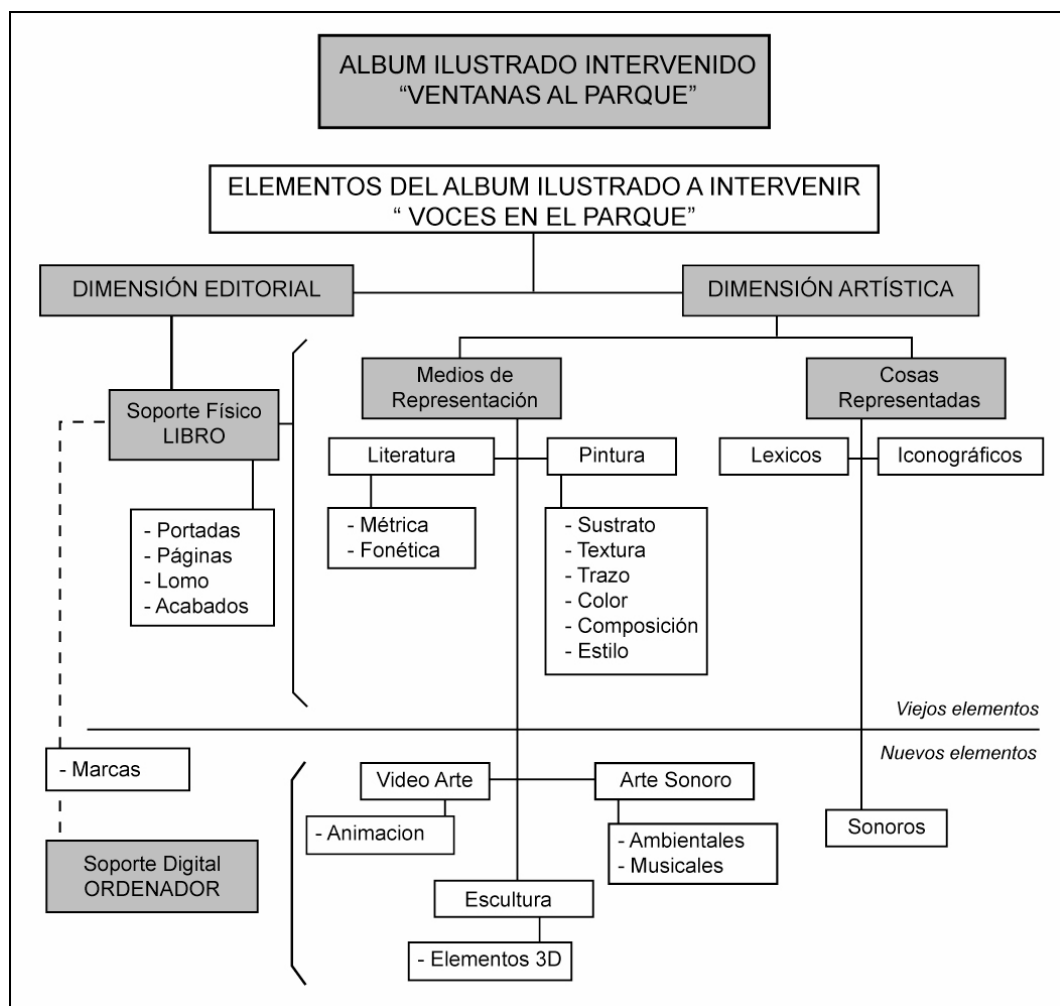 ALBUM ILUSTRADO INTERVENIDO
“VENTANAS AL PARQUE”
ELEMENTOS DEL ALBUM ILUSTRADO A INTERVENIR
“ VOCES EN EL PARQUE”
DIMENSIÓN EDITORIAL
DIMENSIÓN ARTÍSTICA
Soporte Físico
LIBRO
- Portadas
- Páginas
- Lomo
- Acabados
Medios de
Representación
Literatura
Pintura
- Métrica
- Fonética
- Sustrato
- Textura
- Trazo
- Color
- Composición
- Estilo
Cosas
Representadas
Lexicos
Iconográficos
Viejos elementos
Nuevos elementos
- Marcas
Soporte Digital
ORDENADOR
Video Arte
- Animacion
Arte Sonoro
- Ambientales
- Musicales
Escultura
- Elementos 3D
Sonoros